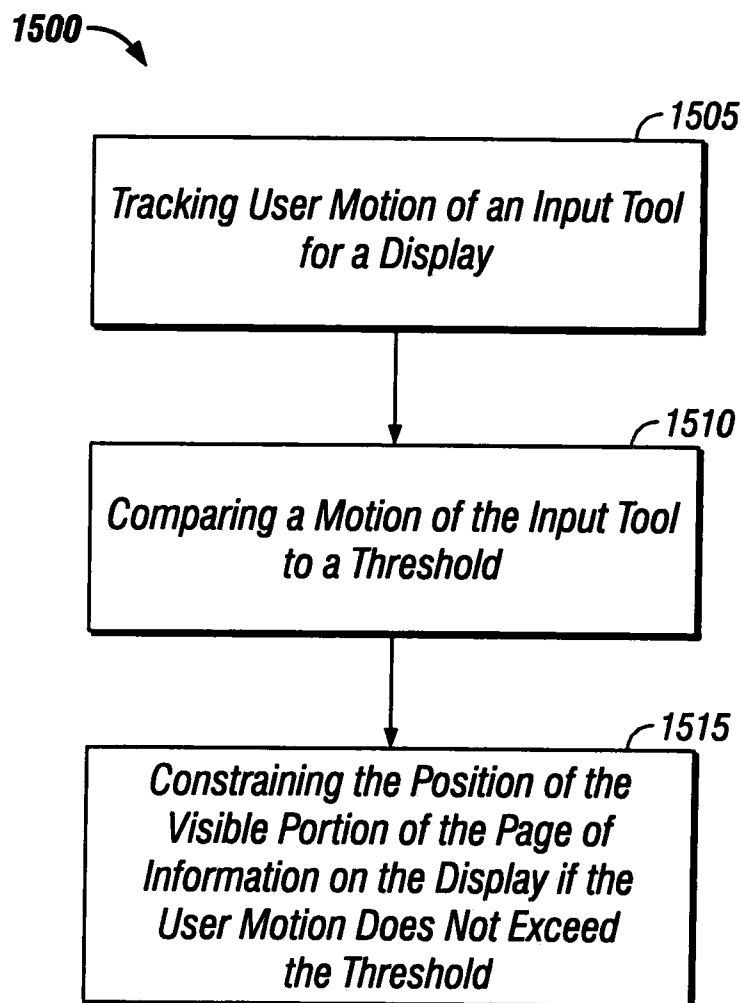 1500
1505
Tracking User Motion of an Input Tool
for a Display
1510
Comparing a Motion of the Input Tool
to a Threshold
1515
Constraining the Position of the
Visible Portion of the Page of
Information on the Display if the
User Motion Does Not Exceed
the Threshold